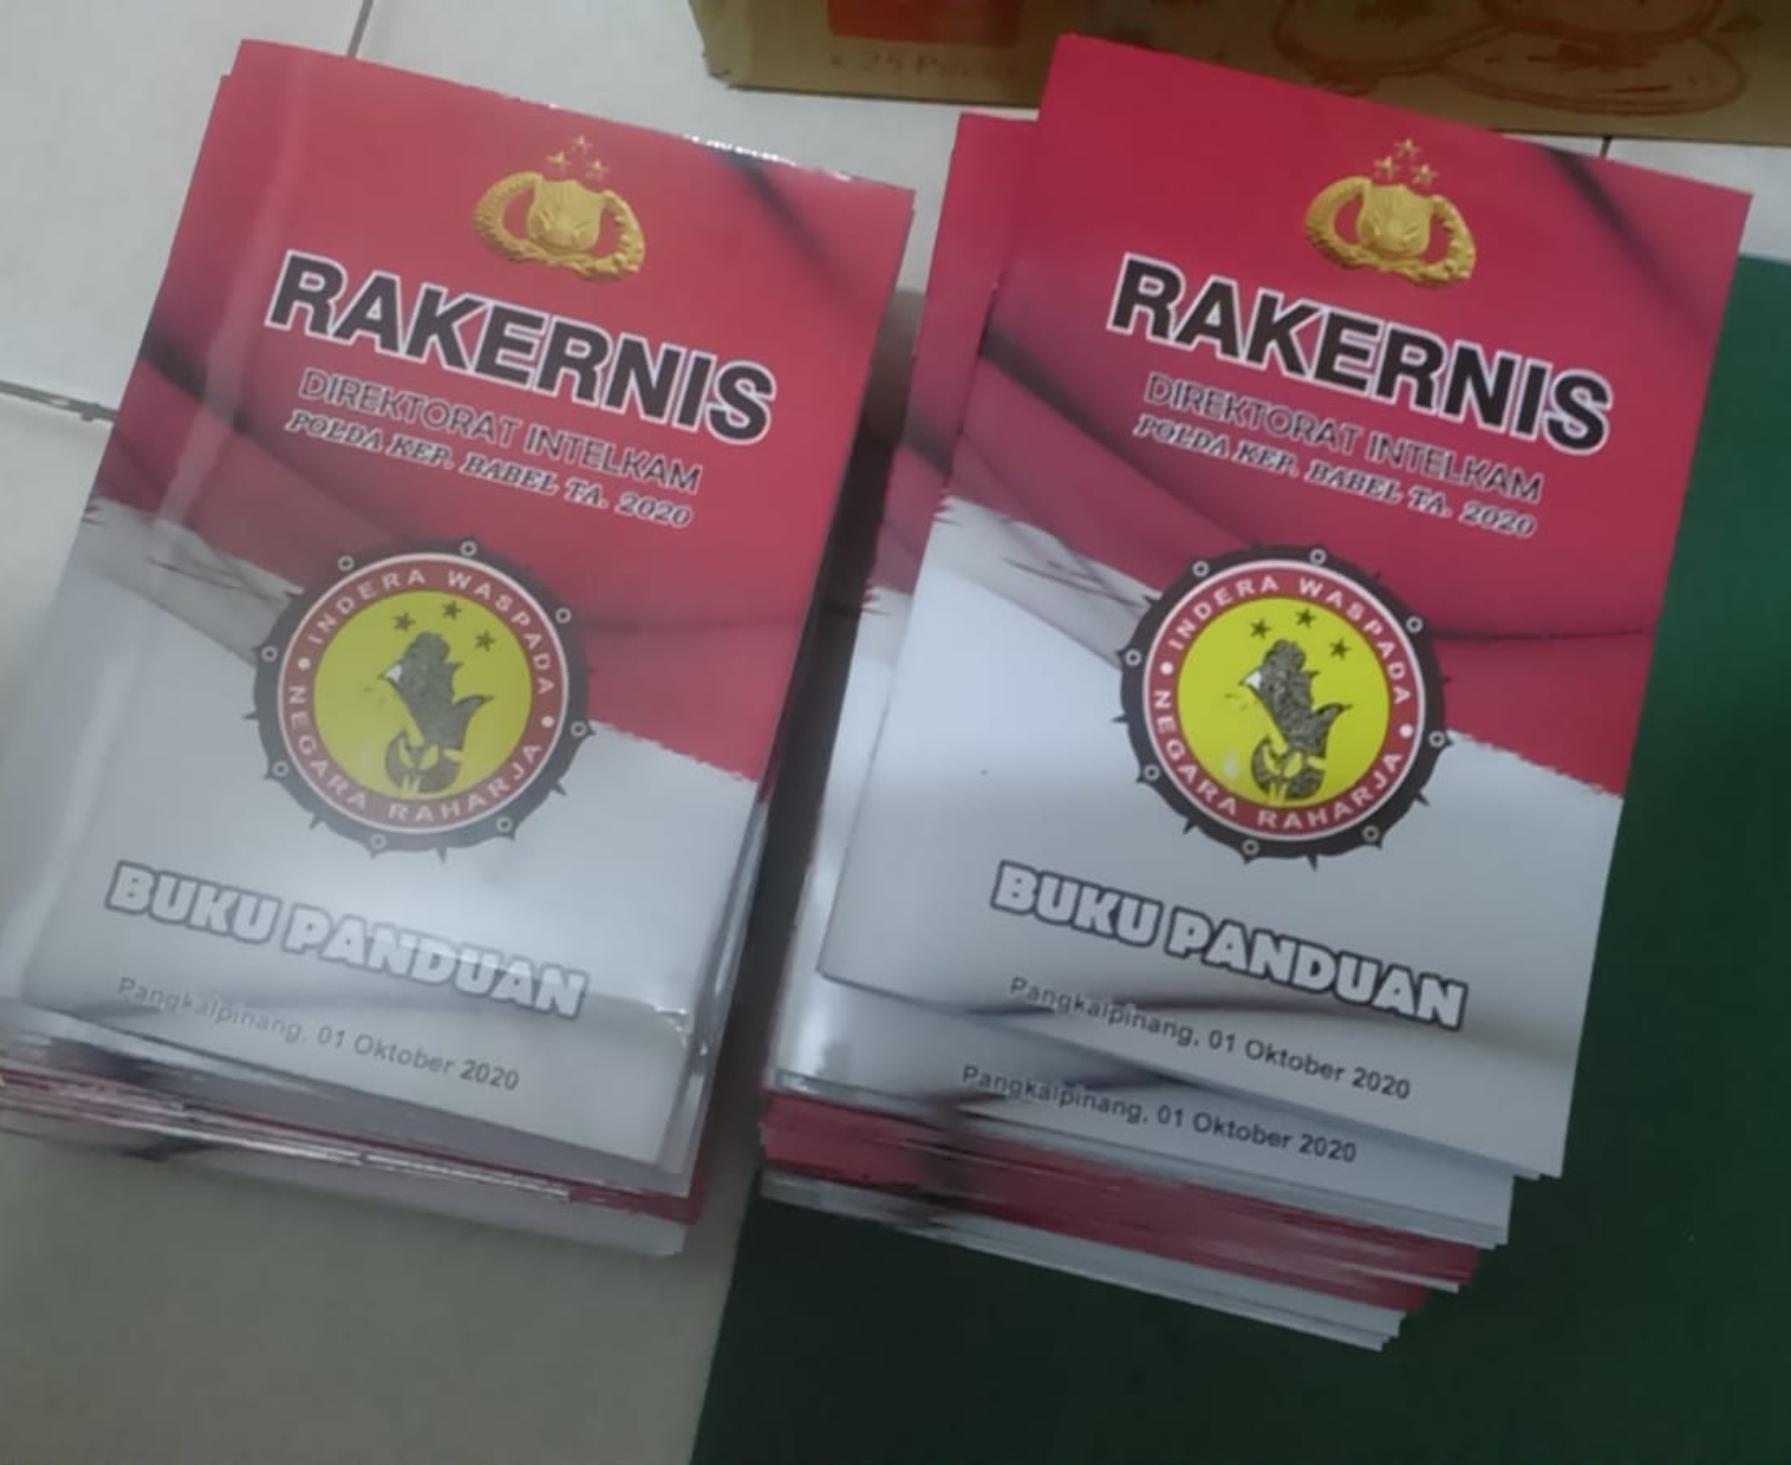 x 25 Pcs
RAKERNIS
DIREKTORAT INTELKAM
POLDA KEP. BABEL TA. 2020
INDERA WASPADA
NEGARA RAHARJA
BUKU PANDUAN
Pangkalpinang, 01 Oktober 2020
RAKERNIS
DIREKTORAT INTELKAM
POLDA KEP. BABEL TA. 2020
INDERA WASPADA
NEGARA RAHARJA
BUKU PANDUAN
Pangkalpinang, 01 Oktober 2020
Pangkalpinang, 01 Oktober 2020